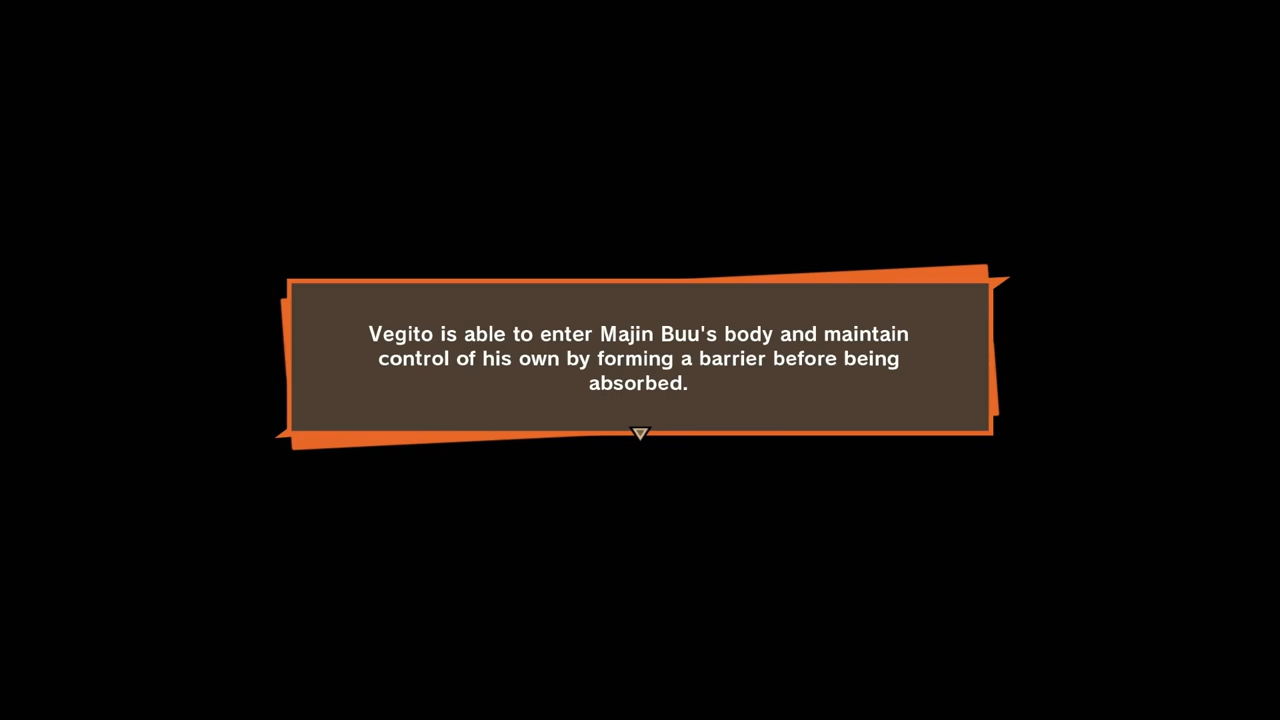 Vegito is able to enter Majin Buu's body and maintain
control of his own by forming a barrier before being
absorbed.